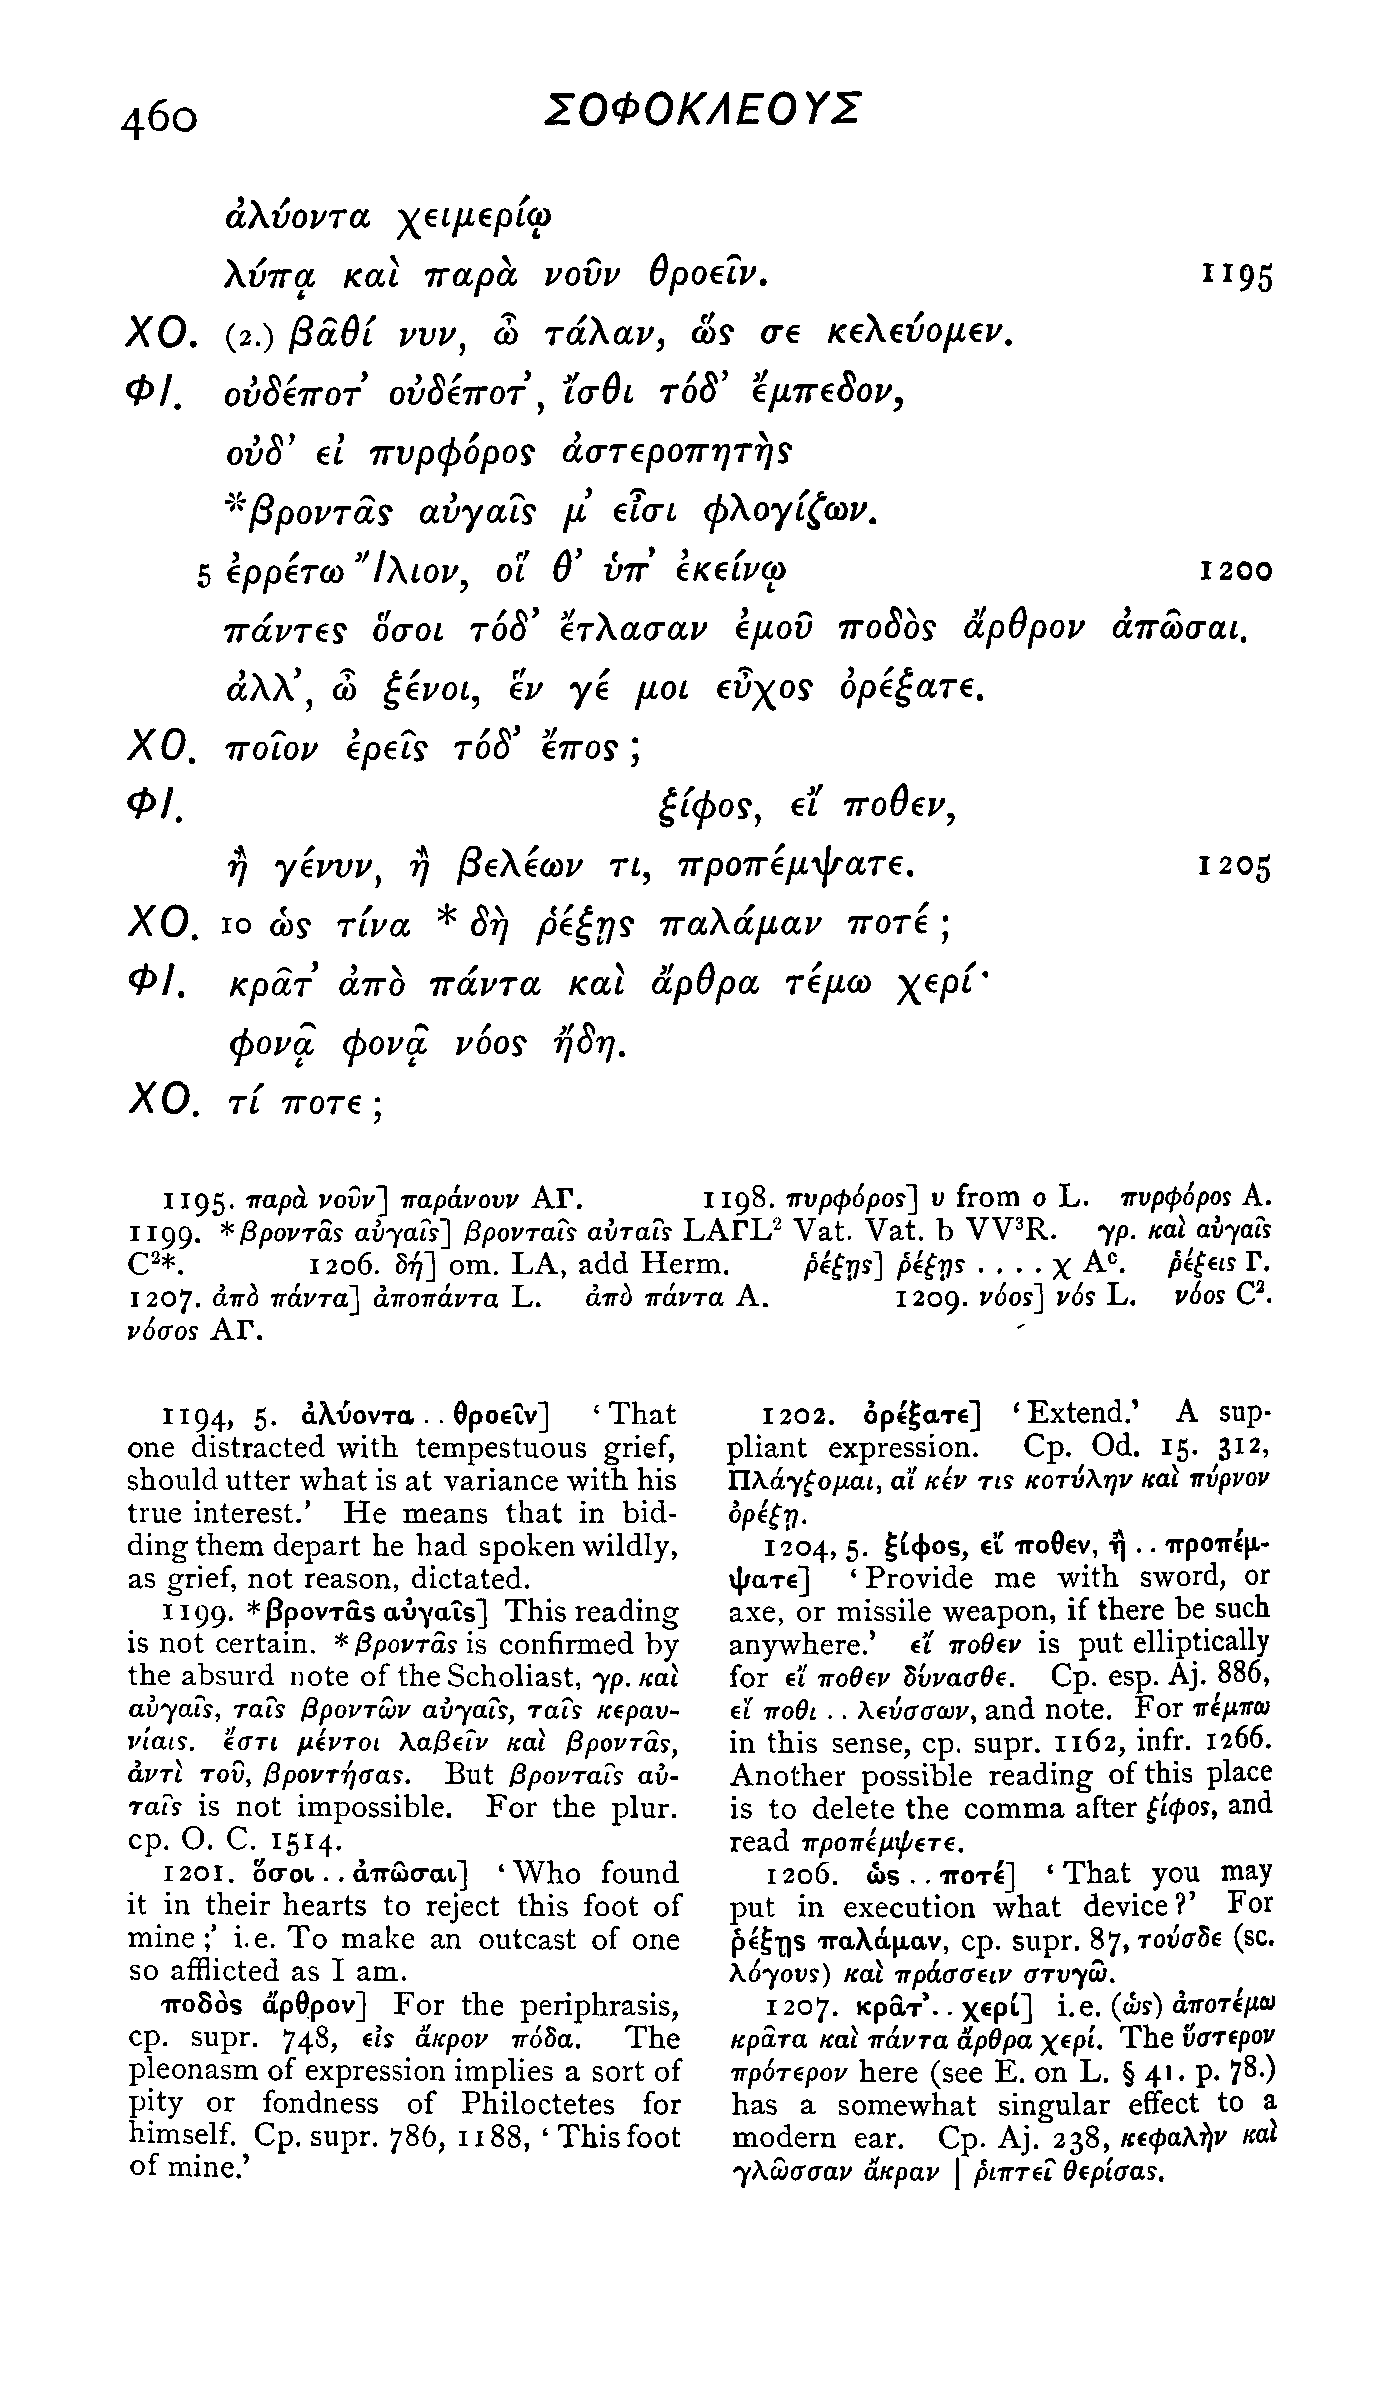 460 ΣΟΦΟΚΛΕΟΥΣ
ἀλύοντα χειμερίῳ
λύπᾳ καὶ παρὰ νοῦν θροεῖν. 1195
ΧΟ. (2.) βᾶθί νυν, ὦ τάλαν, ὥς σε κελεύομεν.
ΦΙ. οὐδέποτ᾽ οὐδέποτ᾽, ἴσθι τόδ᾽ ἔμπεδον,
οὐδ᾽ εἰ πυρφόρος ἀστεροπητὴς
*βροντᾶς αὐγαῖς μ᾽ εἶσι φλογίζων.
5 ἐρρέτω Ἴλιον, οἵ θ᾽ ὑπ᾽ ἐκείνῳ 1200
πάντες ὅσοι τόδ᾽ ἔτλασαν ἐμοῦ ποδὸς ἄρθρον ἀπῶσαι.
ἀλλ᾽, ὦ ξένοι, ἕν γέ μοι εὖχος ὀρέξατε.
ΧΟ. ποῖον ἐρεῖς τόδ᾽ ἔπος ;
ΦΙ. ξίφος, εἴ ποθεν,
ἢ γένυν, ἢ βελέων τι, προπέμψατε. 1205
ΧΟ. 10 ὡς τίνα * δὴ ῥέξῃς παλάμαν ποτέ ;
ΦΙ. κρᾶτ᾽ ἀπὸ πάντα καὶ ἄρθρα τέμω χερί·
φονᾷ φονᾷ νόος ἤδη.
ΧΟ. τί ποτε ;
1195. παρὰ νοῦν] παράνουν ΑΓ. 1198. πυρφόρος] υ from ο L. πυρφόρος A.
1199. *βροντᾶς αὐγαῖς] βρονταῖς αὐταῖς LAΓL² Vat. Vat. b VV³R. γρ. καὶ αὐγαῖς
C²*. 1206. δή] om. LA, add Herm. ῥέξῃς] ῥέξῃς . . . . χ Aᶜ. ῥέξεις Γ.
1207. ἀπὸ πάντα] ἀποπάντα L. ἀπὸ πάντα A. 1209. νόος] νός L. νόος C².
νόσος ΑΓ.
1194, 5. ἀλύοντα . . θροεῖν] ‘That
one distracted with tempestuous grief,
should utter what is at variance with his
true interest.’ He means that in bid-
ding them depart he had spoken wildly,
as grief, not reason, dictated.
1199. *βροντᾶς αὐγαῖς] This reading
is not certain. *βροντᾶς is confirmed by
the absurd note of the Scholiast, γρ. καὶ
αὐγαῖς, ταῖς βροντῶν αὐγαῖς, ταῖς κεραυ-
νίαις. ἔστι μέντοι λαβεῖν καὶ βροντᾶς,
ἀντὶ τοῦ, βροντήσας. But βρονταῖς αὐ-
ταῖς is not impossible. For the plur.
cp. O. C. 1514.
1201. ὅσοι . . ἀπῶσαι] ‘Who found
it in their hearts to reject this foot of
mine ;’ i.e. To make an outcast of one
so afflicted as I am.
ποδὸς ἄρθρον] For the periphrasis,
cp. supr. 748, εἰς ἄκρον πόδα. The
pleonasm of expression implies a sort of
pity or fondness of Philoctetes for
himself. Cp. supr. 786, 1188, ‘This foot
of mine.’
1202. ὀρέξατε] ‘Extend.’ A sup-
pliant expression. Cp. Od. 15. 312,
Πλάγξομαι, αἴ κέν τις κοτύλην καὶ πύρνον
ὀρέξῃ.
1204, 5. ξίφος, εἴ ποθεν, ἢ . . προπέμ-
ψατε] ‘Provide me with sword, or
axe, or missile weapon, if there be such
anywhere.’ εἴ ποθεν is put elliptically
for εἴ ποθεν δύνασθε. Cp. esp. Aj. 886,
εἴ ποθι . . λεύσσων, and note. For πέμπω
in this sense, cp. supr. 1162, infr. 1266.
Another possible reading of this place
is to delete the comma after ξίφος, and
read προπέμψετε.
1206. ὡς . . ποτέ] ‘That you may
put in execution what device?’ For
ῥέξῃς παλάμαν, cp. supr. 87, τούσδε (sc.
λόγους) καὶ πράσσειν στυγῶ.
1207. κρᾶτ᾽ . . χερί] i.e. (ὡς) ἀποτέμω
κρᾶτα καὶ πάντα ἄρθρα χερί. The ὕστερον
πρότερον here (see E. on L. § 41. p. 78.)
has a somewhat singular effect to a
modern ear. Cp. Aj. 238, κεφαλὴν καὶ
γλῶσσαν ἄκραν | ῥιπτεῖ θερίσας.